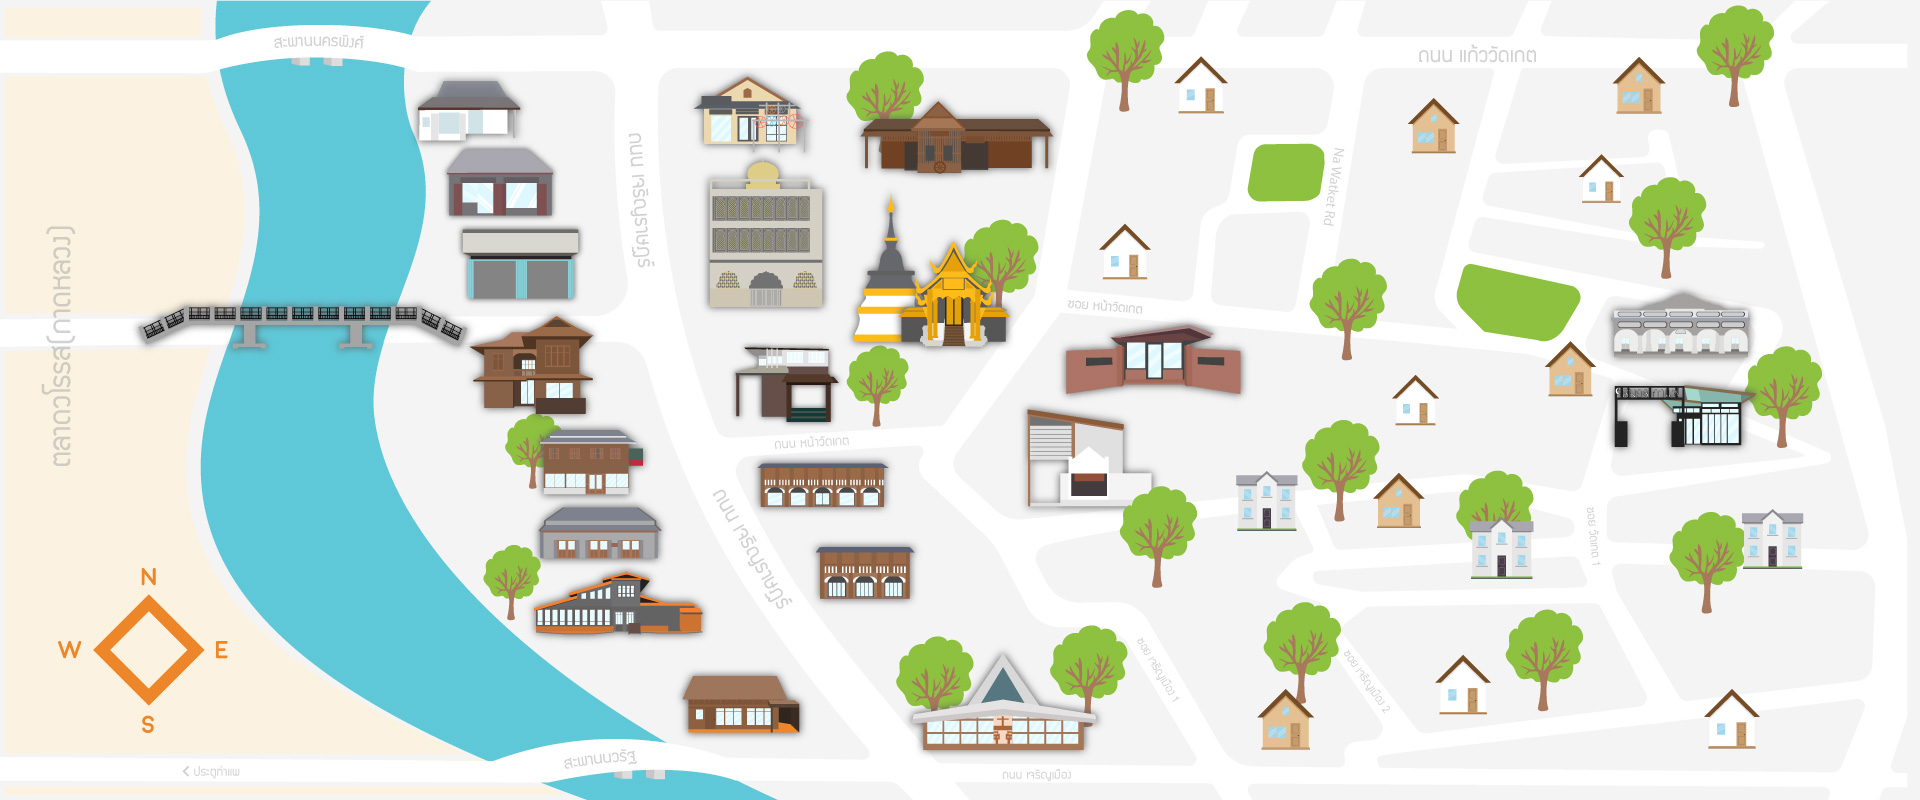 สะพานนครพิงค์
ถนน แก้ววัดเกต
ถนน เจริญราษฎร์
Na Watket Rd
ตลาดวโรรส(กาดหลวง)
ซอย หน้าวัดเกต
ถนน หน้าวัดเกต
ถนน เจริญราษฎร์
ซอย วัดเกต 1
N
W
E
S
ซอย เจริญเมือง 1
ซอย เจริญเมือง 2
สะพานนวรัฐ
< ประตูท่าแพ
ถนน เจริญเมือง